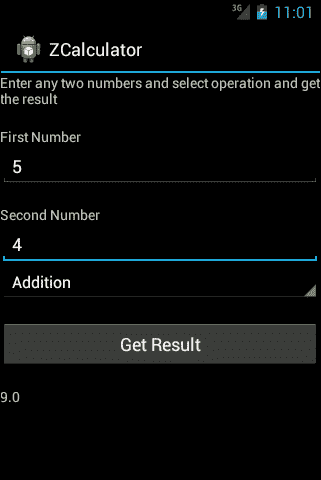 3G 11:01
ZCalculator
Enter any two numbers and select operation and get
the result
First Number
5
Second Number
4
Addition
Get Result
9.0